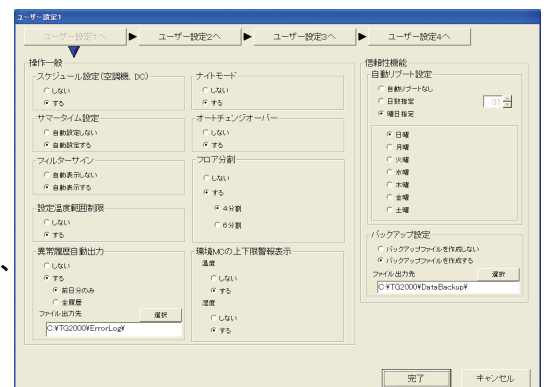 ユーザー設定1
ユーザー設定1へ
ユーザー設定2へ
ユーザー設定3へ
ユーザー設定4へ
操作一般
スケジュール設定(空調機、DC)
しない
する
サマータイム設定
自動設定しない
自動設定する
フィルターサイン
自動表示しない
自動表示する
設定温度範囲制限
しない
する
異常履歴自動出力
しない
する
前日分のみ
全履歴
ファイル出力先
選択
C:¥TG2000¥ErrorLog¥
ナイトモード
しない
する
オートチェンジオーバー
しない
する
フロア分割
しない
する
4分割
6分割
環境MCの上下限警報表示
温度
しない
する
湿度
しない
する
信頼性機能
自動リブート設定
自動リブートなし
日数指定
31
曜日指定
日曜
月曜
火曜
水曜
木曜
金曜
土曜
バックアップ設定
バックアップファイルを作成しない
バックアップファイルを作成する
ファイル出力先
選択
C:¥TG2000¥DataBackup¥
完了
キャンセル
、